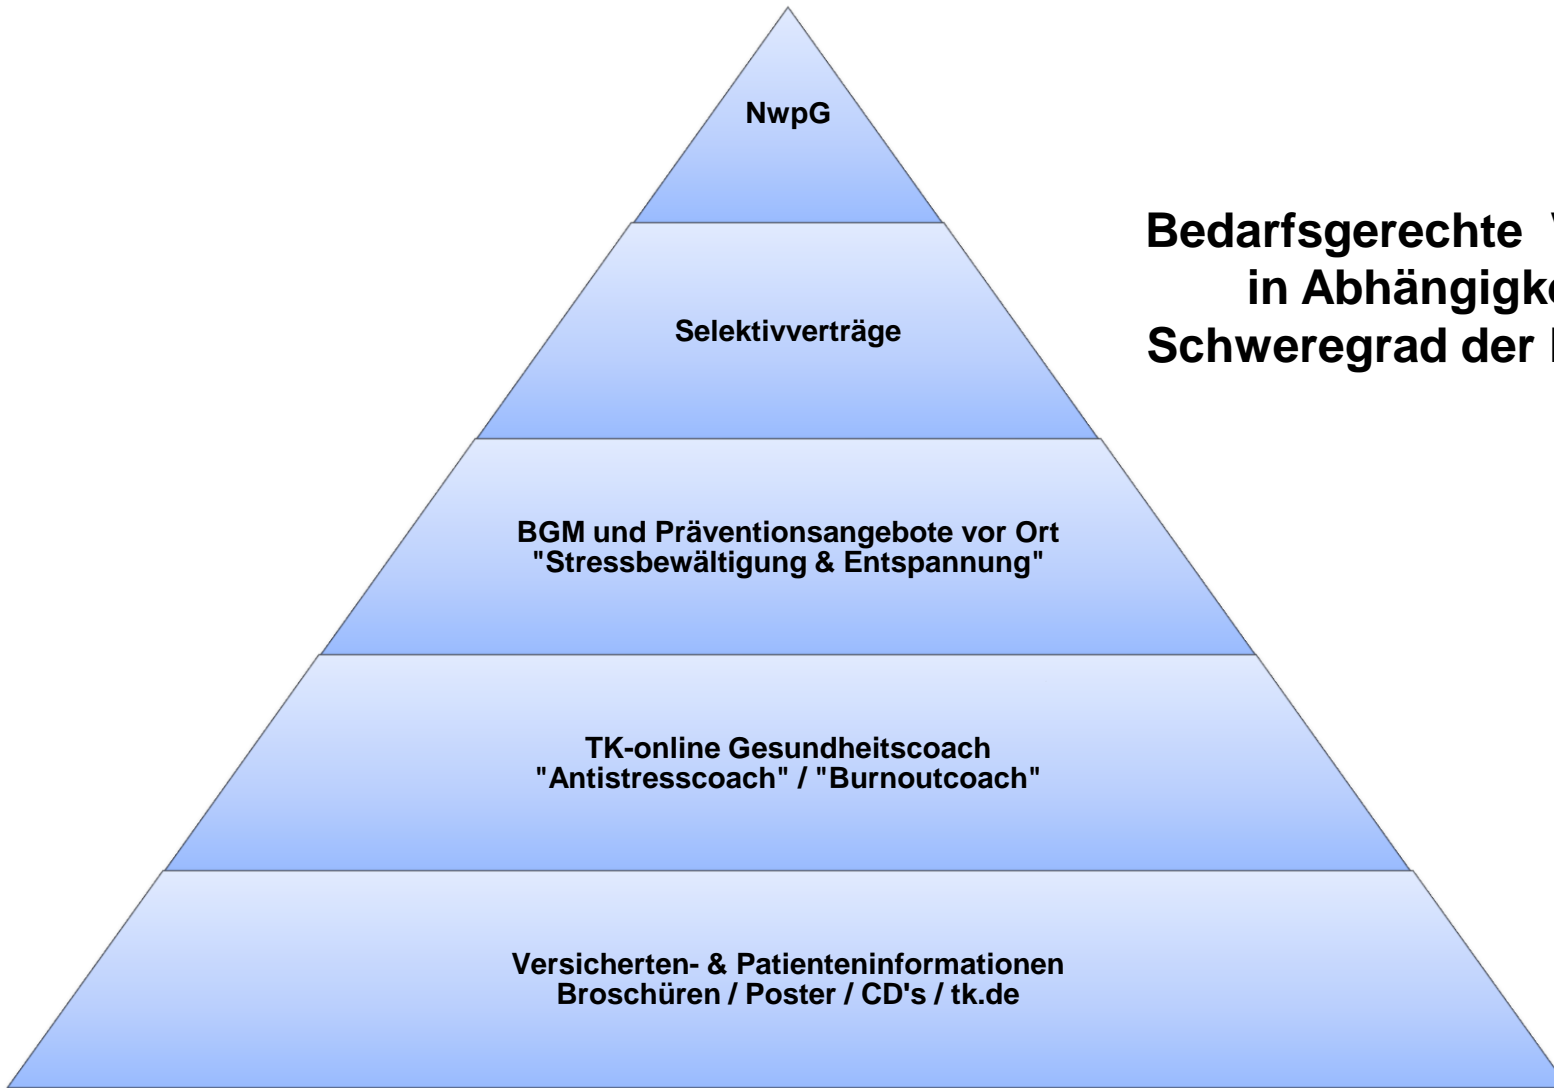 NwpG
Bedarfsgerechte
in
Schweregrad der
Selektivverträge
BGM und Präventionsangebote vor Ort
"Stressbewältigung & Entspannung"
TK-online Gesundheitscoach
"Antistresscoach" / "Burnoutcoach"
Versicherten- & Patienteninformationen
Broschüren / Poster / CD's / tk.de